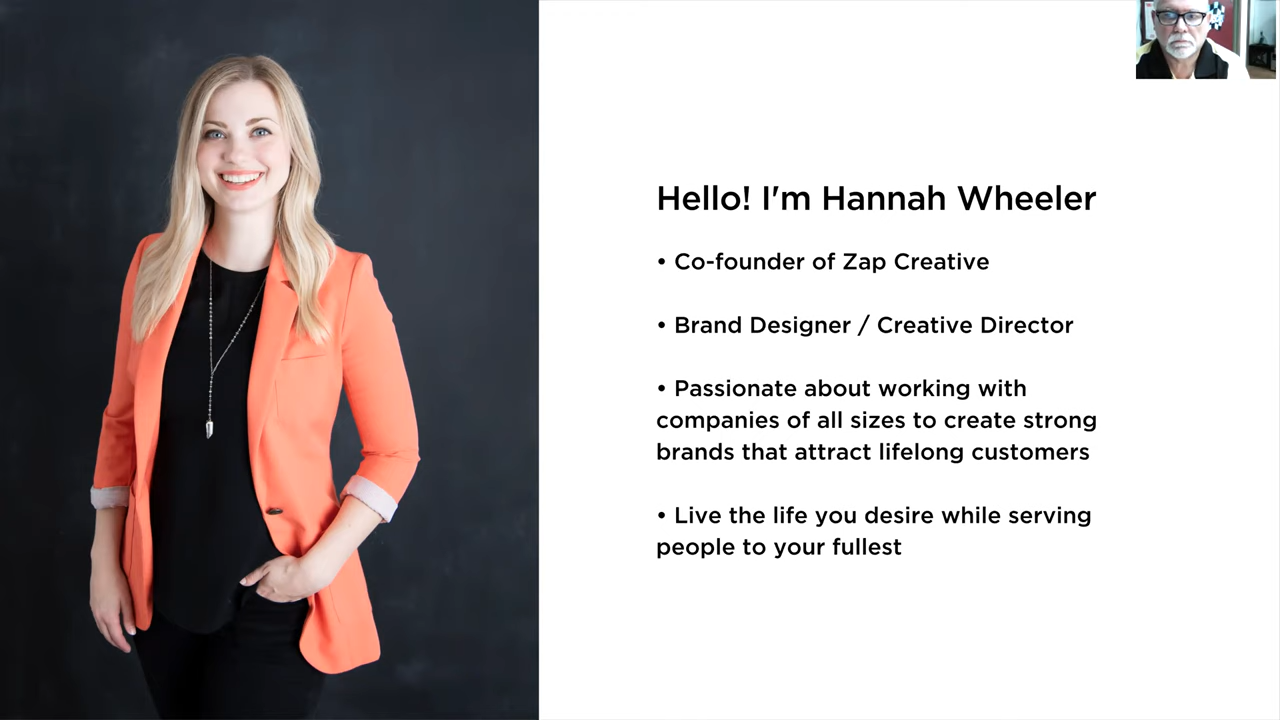 Hello! I'm Hannah Wheeler
• Co-founder of Zap Creative
• Brand Designer / Creative Director
• Passionate about working with
companies of all sizes to create strong
brands that attract lifelong customers
• Live the life you desire while serving
people to your fullest